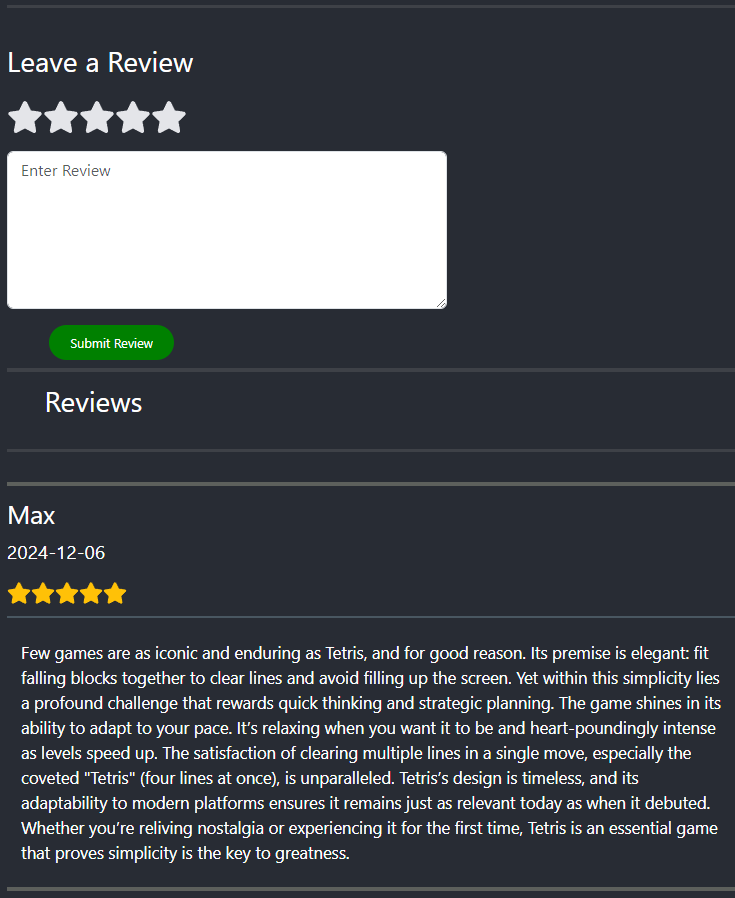 Leave a Review
Enter Review
Submit Review
Reviews
Max
2024-12-06
Few games are as iconic and enduring as Tetris, and for good reason. Its premise is elegant: fit
falling blocks together to clear lines and avoid filling up the screen. Yet within this simplicity lies
a profound challenge that rewards quick thinking and strategic planning. The game shines in its
ability to adapt to your pace. It’s relaxing when you want it to be and heart-poundingly intense
as levels speed up. The satisfaction of clearing multiple lines in a single move, especially the
coveted "Tetris" (four lines at once), is unparalleled. Tetris’s design is timeless, and its
adaptability to modern platforms ensures it remains just as relevant today as when it debuted.
Whether you’re reliving nostalgia or experiencing it for the first time, Tetris is an essential game
that proves simplicity is the key to greatness.